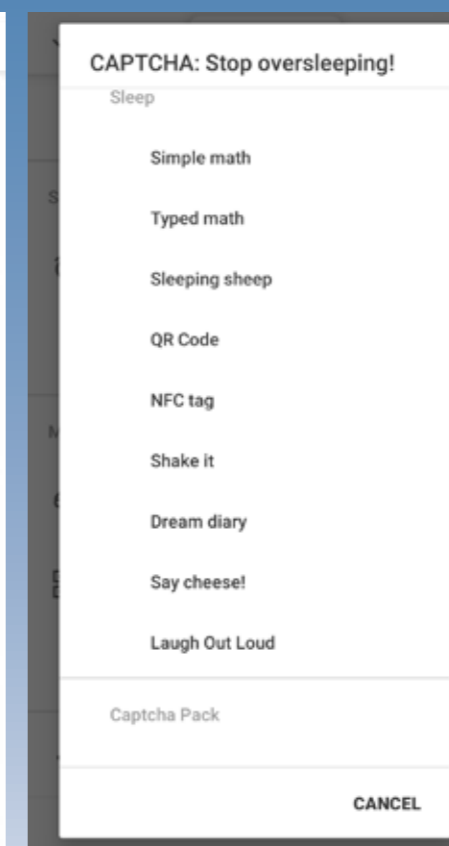 CAPTCHA: Stop oversleeping!
Sleep
Simple math
Typed math
Sleeping sheep
QR Code
NFC tag
Shake it
Dream diary
Say cheese!
Laugh Out Loud
Captcha Pack
CANCEL